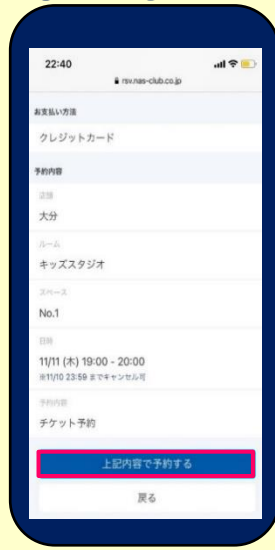 22:40
rsv.nas-club.co.jp
お支払い方法
クレジットカード
予約内容
店舗
大分
ルーム
キッズスタジオ
スペース
No.1
日時
11/11 (木) 19:00 - 20:00
※11/10 23:59 までキャンセル可
予約内容
チケット予約
上記内容で予約する
戻る